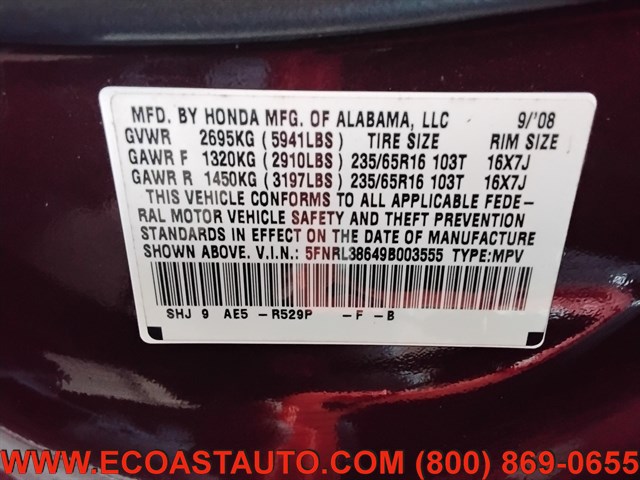 MFD. BY HONDA MFG. OF ALABAMA, LLC 9/'08
GVWR 2695KG (5941LBS) TIRE SIZE RIM SIZE
GAWR F 1320KG (2910LBS) 235/65R16 103T 16X7J
GAWR R 1450KG (3197LBS) 235/65R16 103T 16X7J
THIS VEHICLE CONFORMS TO ALL APPLICABLE FEDE-
RAL MOTOR VEHICLE SAFETY AND THEFT PREVENTION
STANDARDS IN EFFECT ON THE DATE OF MANUFACTURE
SHOWN ABOVE. V.I.N.: 5FNRL38649B003555 TYPE:MPV
SHJ 9 AE5 -R529P -F -B
WWW.ECOASTAUTO.COM (800) 869-0655